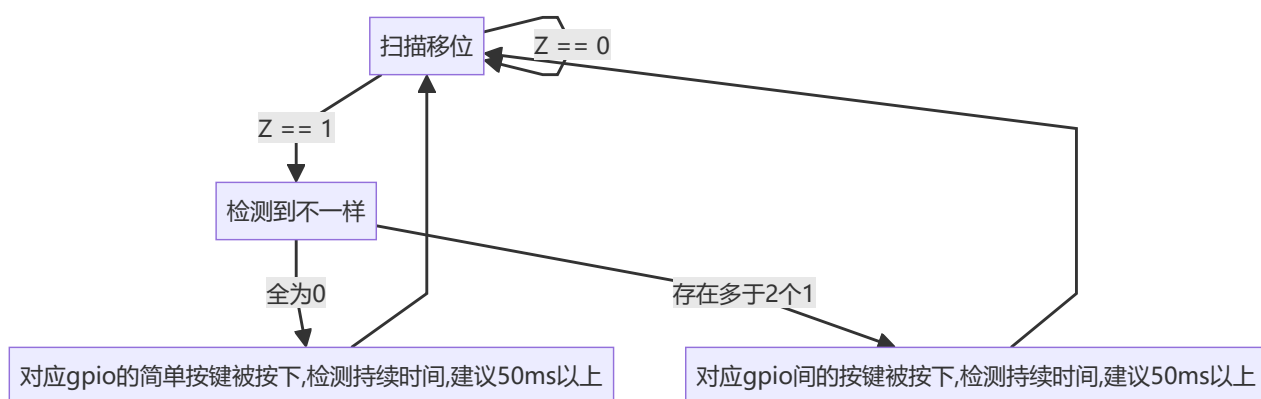 扫描移位
Z == 0
Z == 1
检测到不一样
全为0
存在多于2个1
对应gpio的简单按键被按下,检测持续时间,建议50ms以上
对应gpio间的按键被按下,检测持续时间,建议50ms以上